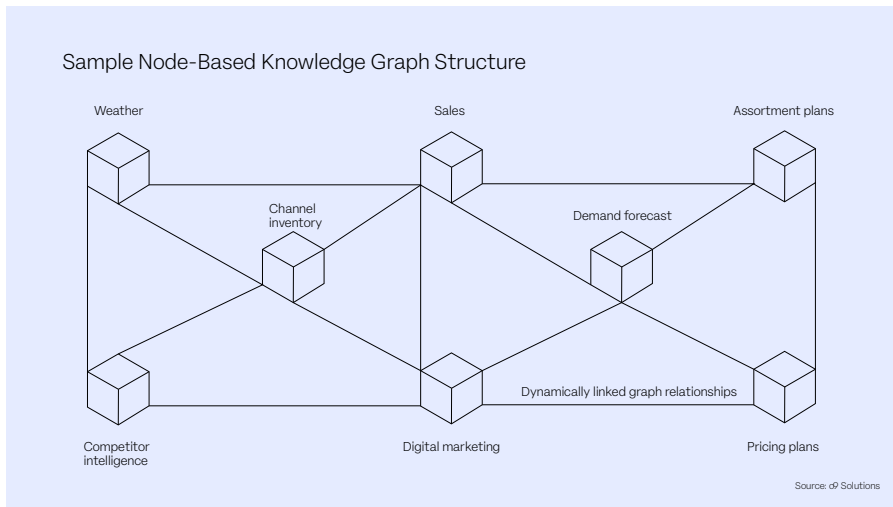 Sample Node-Based Knowledge Graph Structure
Weather
Sales
Assortment plans
Channel
inventory
Demand forecast
Dynamically linked graph relationships
Competitor
intelligence
Digital marketing
Pricing plans
Source: o9 Solutions